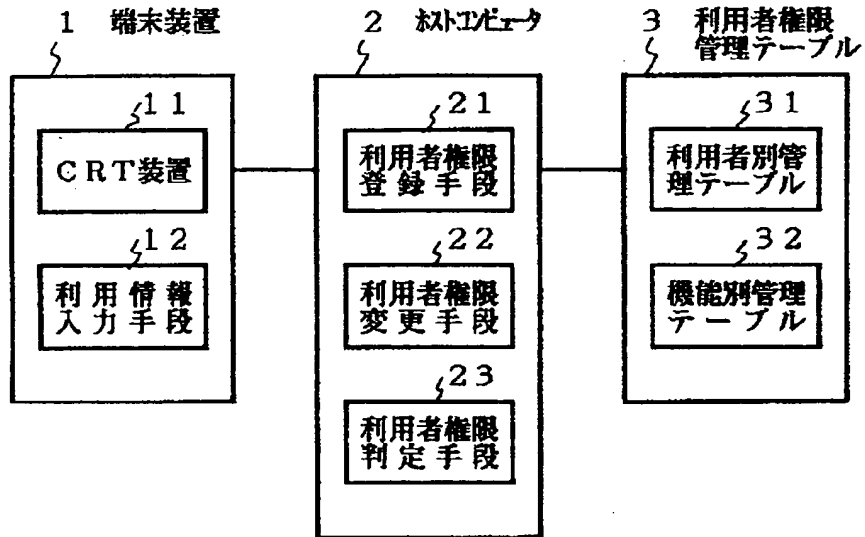 1 端末装置
11
CRT装置
12
利用情報
入力手段
2 ホストコンピュータ
21
利用者権限
登録手段
22
利用者権限
変更手段
23
利用者権限
判定手段
3 利用者権限
管理テーブル
31
利用者別管
理テーブル
32
機能別管理
テーブル